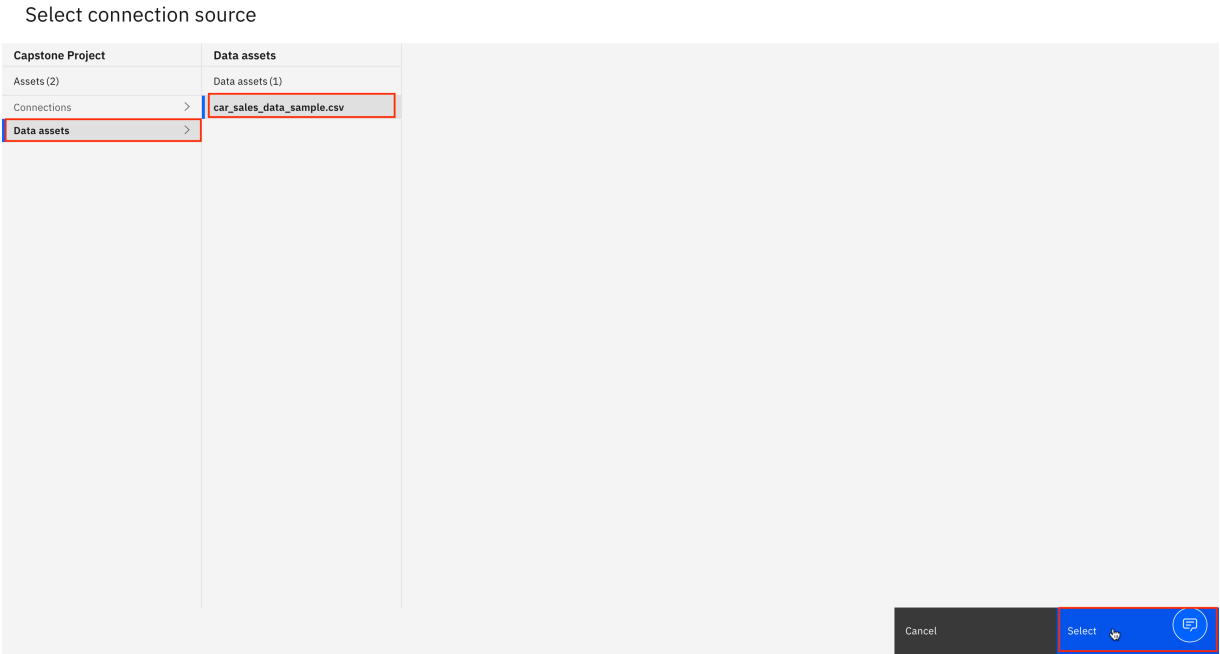 Select connection source
Capstone Project
Data assets
Assets (2)
Data assets (1)
Connections
car_sales_data_sample.csv
Data assets
Cancel
Select